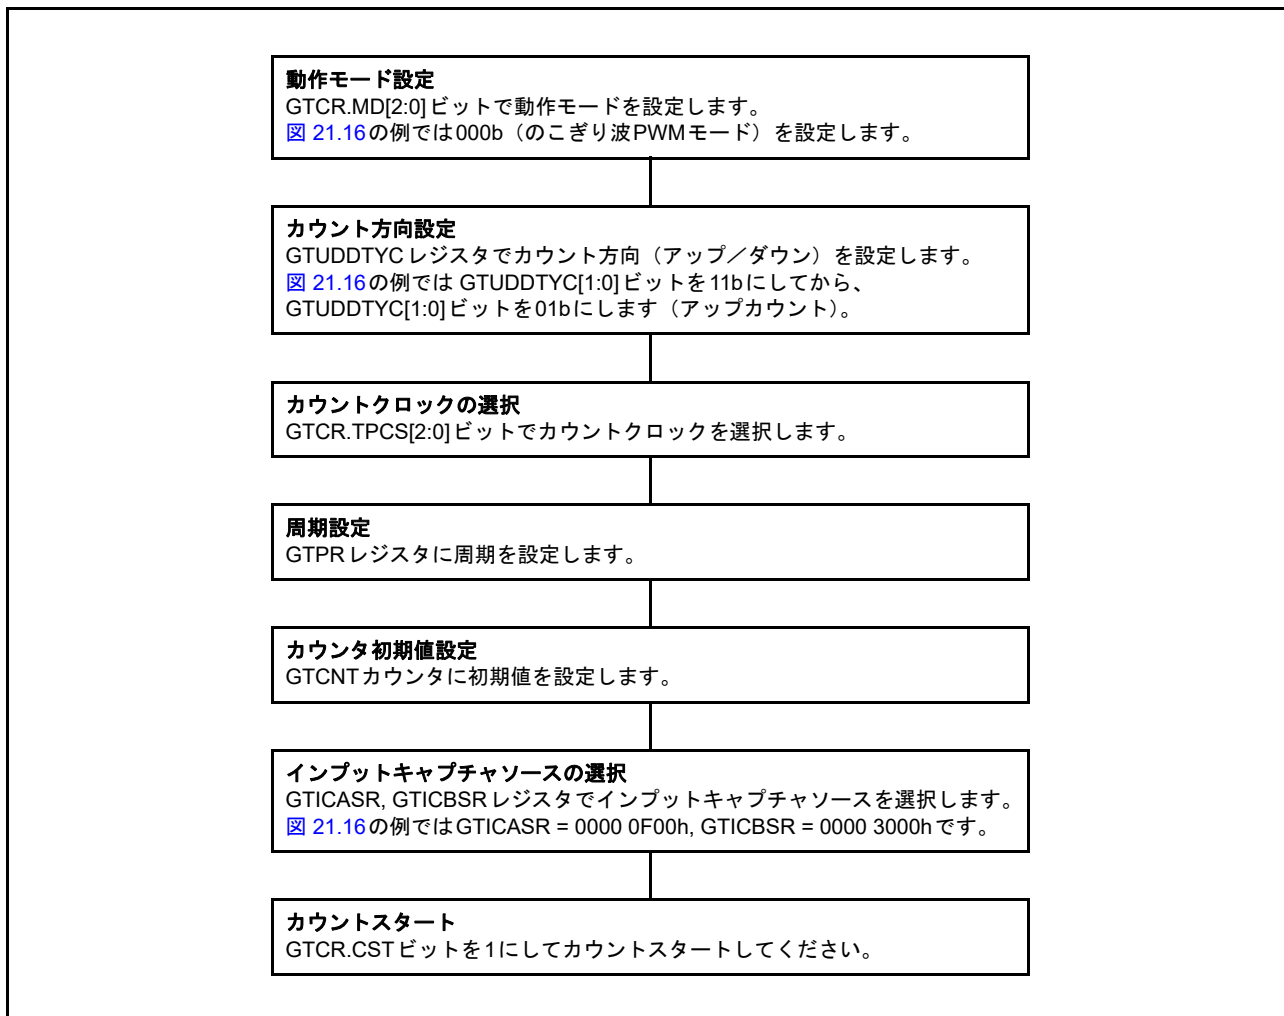 動作モード設定
GTCR.MD[2:0]ビットで動作モードを設定します。
図 21.16の例では000b（のこぎり波PWMモード）を設定します。
カウント方向設定
GTUDDTYCレジスタでカウント方向（アップ／ダウン）を設定します。
図 21.16の例では GTUDDTYC[1:0]ビットを11bにしてから、
GTUDDTYC[1:0]ビットを01bにします（アップカウント）。
カウントクロックの選択
GTCR.TPCS[2:0]ビットでカウントクロックを選択します。
周期設定
GTPRレジスタに周期を設定します。
カウンタ初期値設定
GTCNTカウンタに初期値を設定します。
インプットキャプチャソースの選択
GTICASR, GTICBSRレジスタでインプットキャプチャソースを選択します。
図 21.16の例ではGTICASR = 0000 0F00h, GTICBSR = 0000 3000hです。
カウントスタート
GTCR.CSTビットを1にしてカウントスタートしてください。